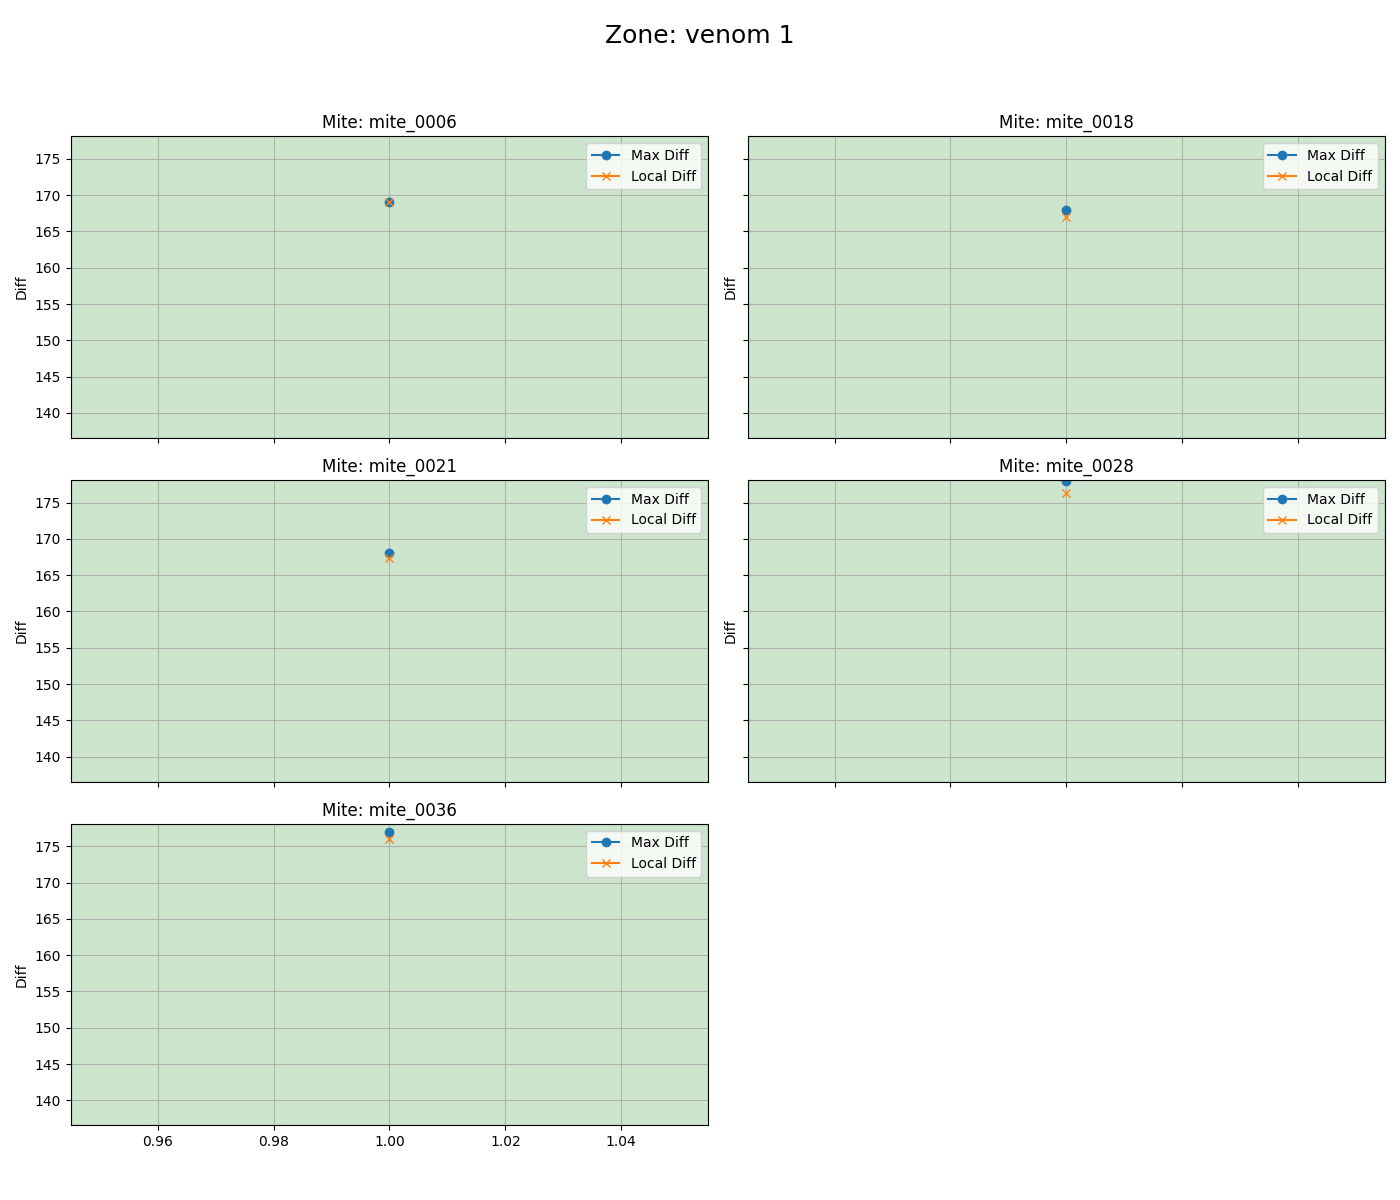 Zone: venom 1
Mite: mite_0006
175
170
165
160
155
150
145
140
Diff
Max Diff
Local Diff
Mite: mite_0018
Diff
Max Diff
Local Diff
Mite: mite_0021
175
170
165
160
155
150
145
140
Diff
Max Diff
Local Diff
Mite: mite_0028
Diff
Max Diff
Local Diff
Mite: mite_0036
175
170
165
160
155
150
145
140
Diff
Max Diff
Local Diff
0.96 0.98 1.00 1.02 1.04